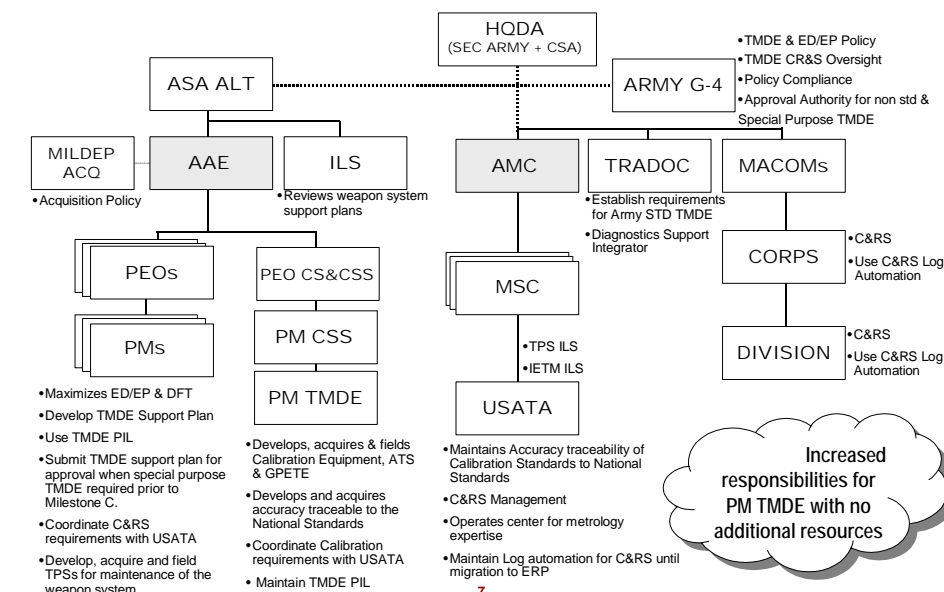 HQDA
(SEC ARMY + CSA)
•TMDE & ED/EP Policy
•TMDE CR&S Oversight
•Policy Compliance
•Approval Authority for non std &
Special Purpose TMDE
ASA ALT
ARMY G-4
MILDEP
ACQ
•Acquisition Policy
AAE
ILS
•Reviews weapon system
support plans
AMC
TRADOC
•Establish requirements
for Army STD TMDE
•Diagnostics Support
Integrator
MACOMs
PEOs
PEO CS&CSS
MSC
CORPS
•C&RS
•Use C&RS Log
Automation
PMs
PM CSS
•TPS ILS
•IETM ILS
DIVISION
•C&RS
•Use C&RS Log
Automation
PM TMDE
USATA
•Maximizes ED/EP & DFT
•Develop TMDE Support Plan
•Use TMDE PIL
•Submit TMDE support plan for
approval when special purpose
TMDE required prior to
Milestone C.
•Coordinate C&RS
requirements with USATA
•Develop, acquire and field
TPSs for maintenance of the
weapon system
•Develops, acquires & fields
Calibration Equipment, ATS
& GPETE
•Develops and acquires
accuracy traceable to the
National Standards
•Coordinate Calibration
requirements with USATA
• Maintain TMDE PIL
•Maintains Accuracy traceability of
Calibration Standards to National
Standards
•C&RS Management
•Operates center for metrology
expertise
•Maintain Log automation for C&RS until
migration to ERP
Increased
responsibilities for
PM TMDE with no
additional resources
7